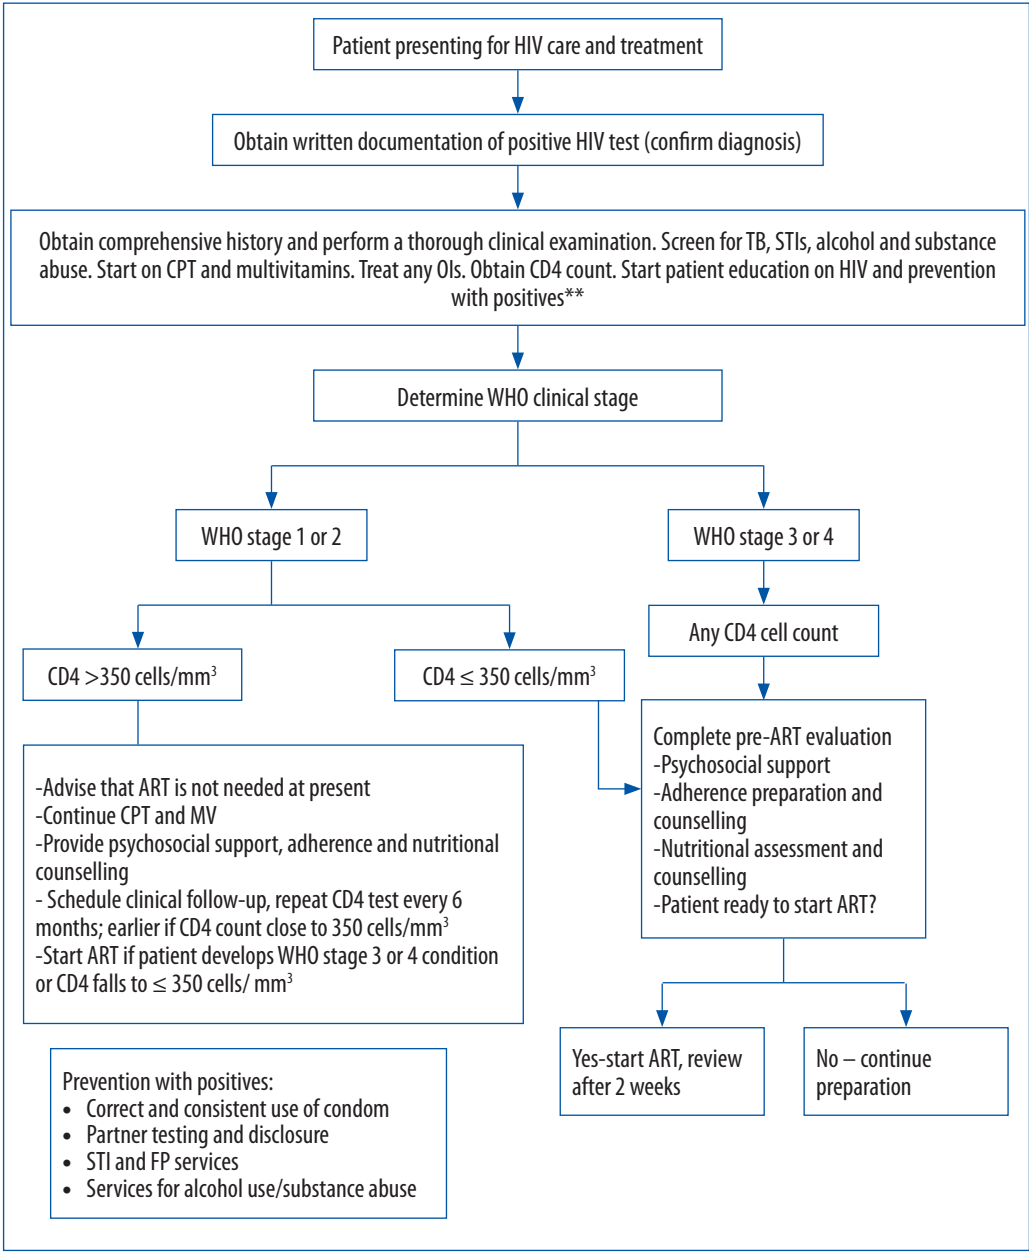 Patient presenting for HIV care and treatment
Obtain written documentation of positive HIV test (confirm diagnosis)
Obtain comprehensive history and perform a thorough clinical examination. Screen for TB, STIs, alcohol and substance
abuse. Start on CPT and multivitamins. Treat any OIs. Obtain CD4 count. Start patient education on HIV and prevention
with positives**
Determine WHO clinical stage
WHO stage 1 or 2
WHO stage 3 or 4
Any CD4 cell count
CD4 >350 cells/mm³
CD4 ≤ 350 cells/mm³
-Advise that ART is not needed at present
-Continue CPT and MV
-Provide psychosocial support, adherence and nutritional
counselling
- Schedule clinical follow-up, repeat CD4 test every 6
months; earlier if CD4 count close to 350 cells/mm³
-Start ART if patient develops WHO stage 3 or 4 condition
or CD4 falls to ≤ 350 cells/ mm³
Complete pre-ART evaluation
-Psychosocial support
-Adherence preparation and
counselling
-Nutritional assessment and
counselling
-Patient ready to start ART?
Yes-start ART, review
after 2 weeks
No – continue
preparation
Prevention with positives:
• Correct and consistent use of condom
• Partner testing and disclosure
• STI and FP services
• Services for alcohol use/substance abuse